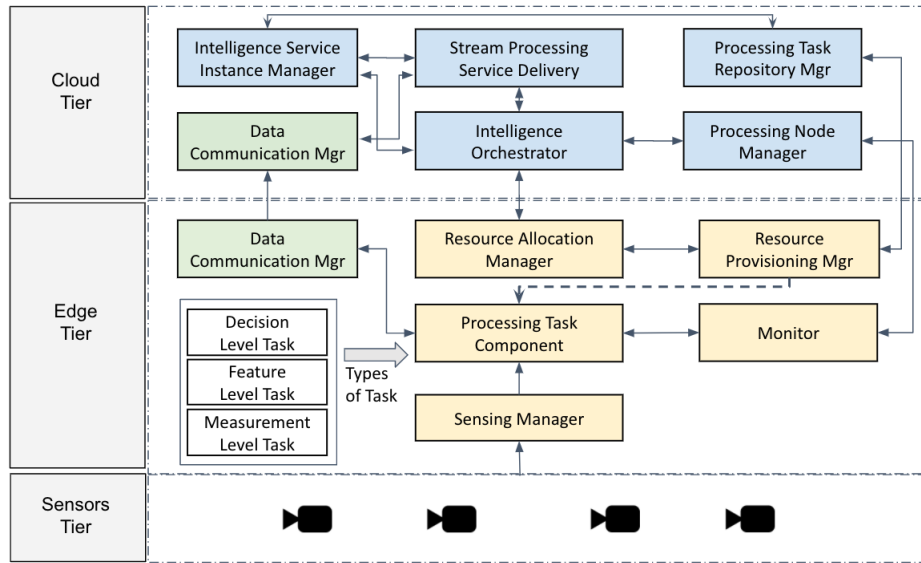 Cloud
Tier
Intelligence Service
Instance Manager
Stream Processing
Service Delivery
Processing Task
Repository Mgr
Data
Communication Mgr
Intelligence
Orchestrator
Processing Node
Manager
Edge
Tier
Data
Communication Mgr
Resource Allocation
Manager
Resource
Provisioning Mgr
Decision
Level Task
Feature
Level Task
Measurement
Level Task
Types
of Task
Processing Task
Component
Monitor
Sensing Manager
Sensors
Tier